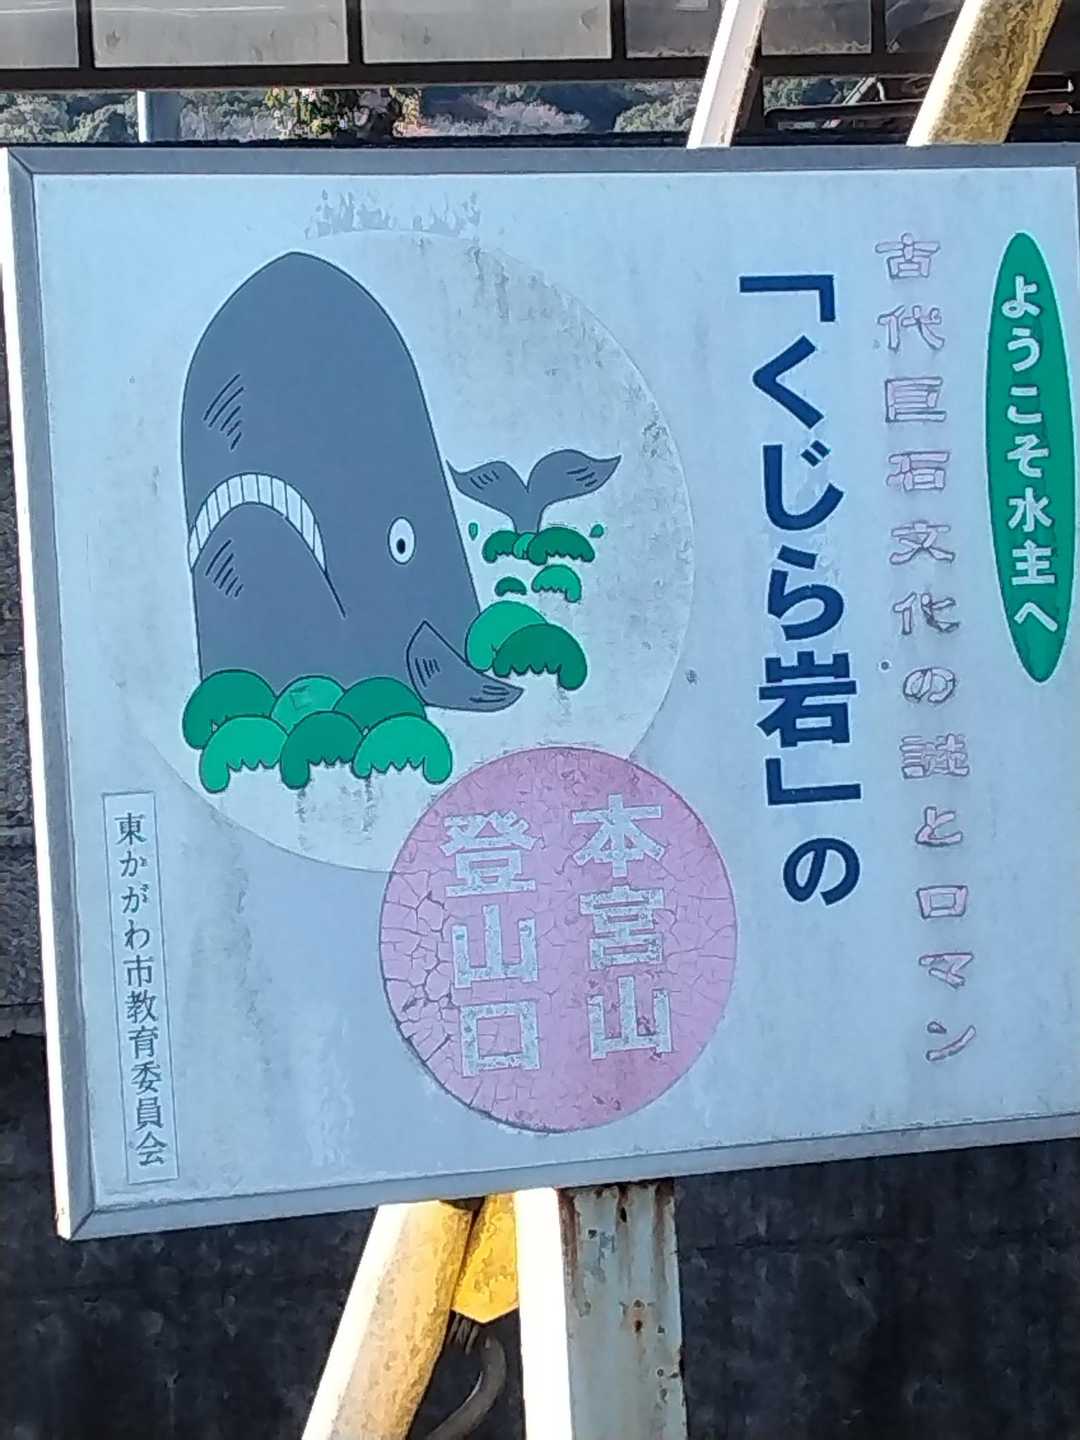 ようこそ水主へ
古代巨石文化の謎とロマン
「くじら岩」の
本宮山
登山口
東かがわ市教育委員会